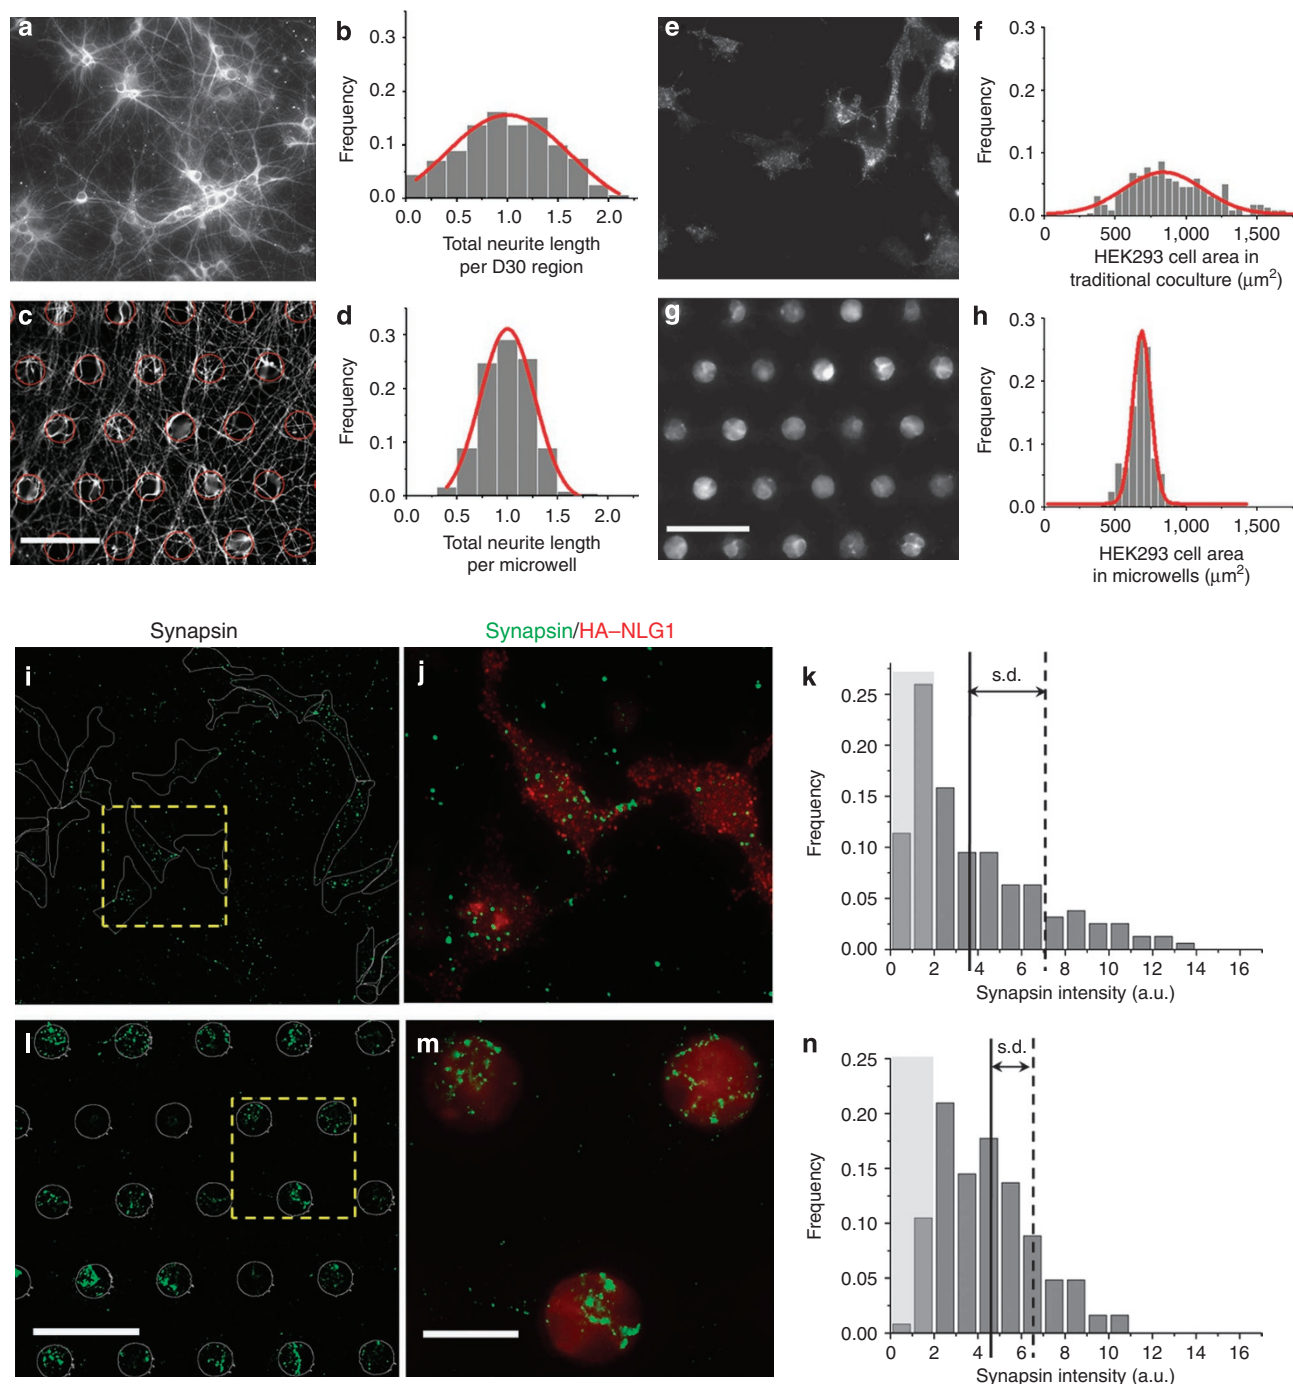 a
b
0.3
0.2
0.1
0.0
Frequency
0.0 0.5 1.0 1.5 2.0
Total neurite length
per D30 region
e
f
0.3
0.2
0.1
0.0
Frequency
0 500 1,000 1,500
HEK293 cell area in
traditional coculture (μm²)
c
d
0.3
0.2
0.1
0.0
Frequency
0.0 0.5 1.0 1.5 2.0
Total neurite length
per microwell
g
h
0.3
0.2
0.1
0.0
Frequency
0 500 1,000 1,500
HEK293 cell area
in microwells (μm²)
Synapsin
Synapsin/HA–NLG1
i
j
k
s.d.
0.25
0.20
0.15
0.10
0.05
0.00
Frequency
0 2 4 6 8 10 12 14 16
Synapsin intensity (a.u.)
l
m
n
s.d.
0.25
0.20
0.15
0.10
0.05
0.00
Frequency
0 2 4 6 8 10 12 14 16
Synapsin intensity (a.u.)